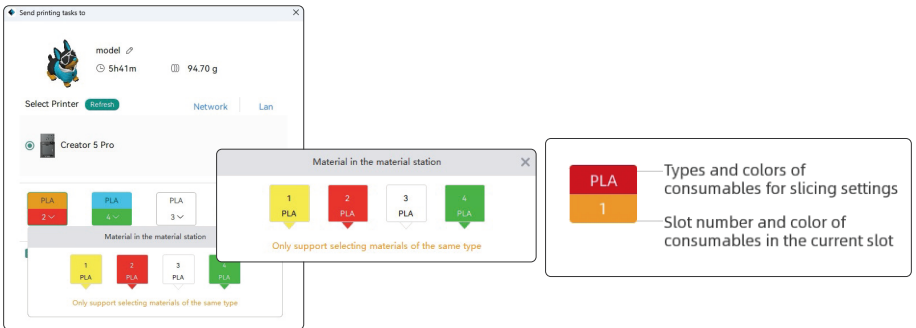 Send printing tasks to
model
5h41m 94.70 g
Select Printer Refresh Network Lan
Creator 5 Pro
PLA PLA PLA
2 4 3
Material in the material station
1 2 3 4
PLA PLA PLA PLA
Only support selecting materials of the same type
Material in the material station
1 2 3 4
PLA PLA PLA PLA
Only support selecting materials of the same type
PLA
1
Types and colors of
consumables for slicing settings
Slot number and color of
consumables in the current slot